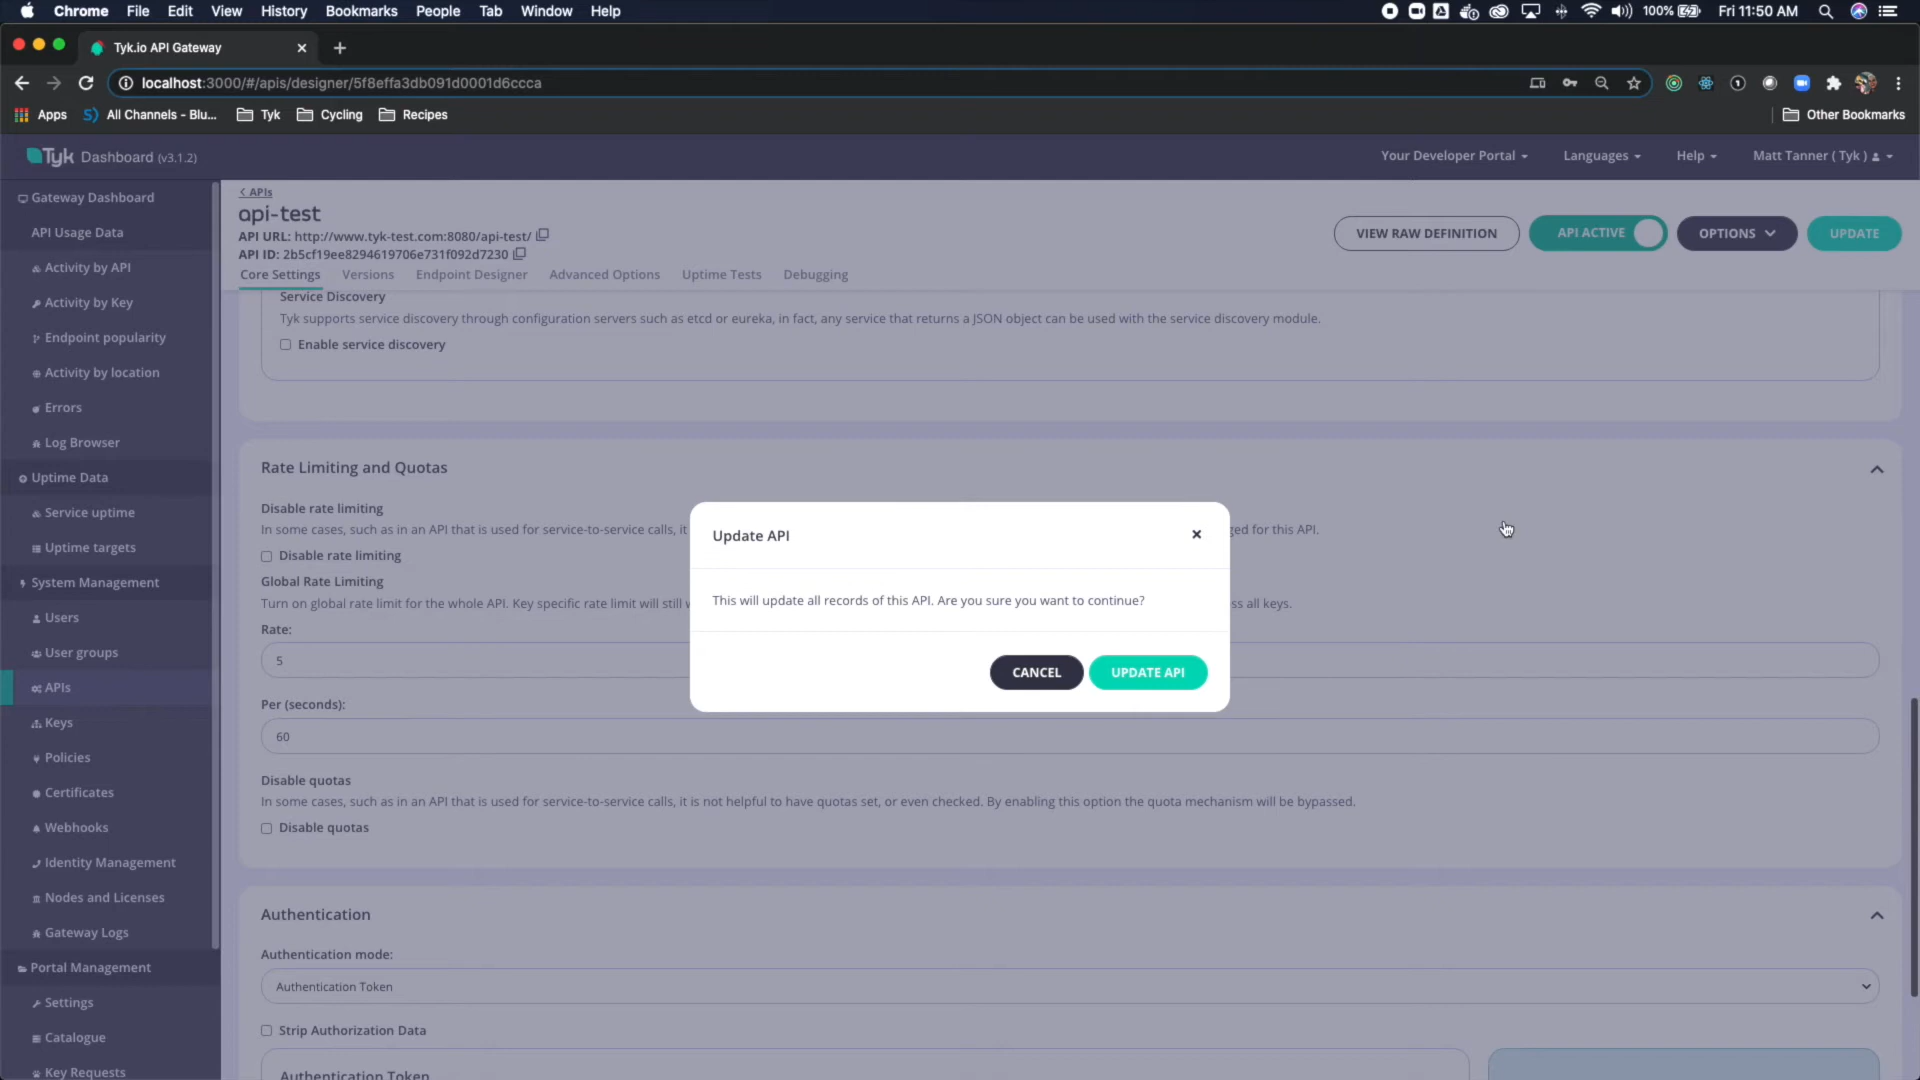 Chrome File Edit View History Bookmarks People Tab Window Help
100% Fri 11:50 AM
Tyk.io API Gateway
localhost:3000/#/apis/designer/5f8effa3db091d0001d6ccca
Apps All Channels - Blu... Tyk Cycling Recipes Other Bookmarks
Tyk Dashboard (v3.1.2)
Your Developer Portal Languages Help Matt Tanner ( Tyk )
Gateway Dashboard
API Usage Data
Activity by API
Activity by Key
Endpoint popularity
Activity by location
Errors
Log Browser
Uptime Data
Service uptime
Uptime targets
System Management
Users
User groups
APIs
Keys
Policies
Certificates
Webhooks
Identity Management
Nodes and Licenses
Gateway Logs
Portal Management
Settings
Catalogue
Key Requests
< APIs
api-test
API URL: http://www.tyk-test.com:8080/api-test/
API ID: 2b5cf19ee8294619706e731f092d7230
VIEW RAW DEFINITION API ACTIVE OPTIONS UPDATE
Core Settings Versions Endpoint Designer Advanced Options Uptime Tests Debugging
Service Discovery
Tyk supports service discovery through configuration servers such as etcd or eureka, in fact, any service that returns a JSON object can be used with the service discovery module.
Enable service discovery
Rate Limiting and Quotas
Disable rate limiting
In some cases, such as in an API that is used for service-to-service calls, it ged for this API.
Disable rate limiting
Global Rate Limiting
Turn on global rate limit for the whole API. Key specific rate limit will still ss all keys.
Rate:
5
Per (seconds):
60
Disable quotas
In some cases, such as in an API that is used for service-to-service calls, it is not helpful to have quotas set, or even checked. By enabling this option the quota mechanism will be bypassed.
Disable quotas
Authentication
Authentication mode:
Authentication Token
Strip Authorization Data
Authentication Token
Update API
This will update all records of this API. Are you sure you want to continue?
CANCEL UPDATE API